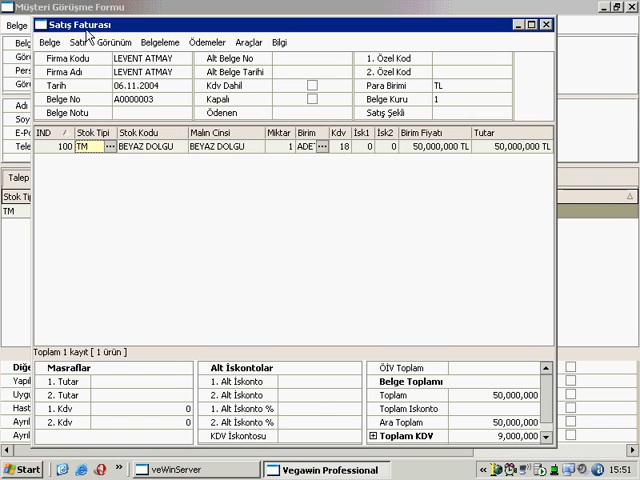 Müşteri Görüşme Formu
Belge
Satış Faturası
Belge Satır Görünüm Belgeleme Ödemeler Araçlar Bilgi
Firma Kodu LEVENT ATMAY Alt Belge No 1. Özel Kod
Firma Adı LEVENT ATMAY Alt Belge Tarihi 2. Özel Kod
Tarih 06.11.2004 Kdv Dahil Para Birimi TL
Belge No A0000003 Kapalı Belge Kuru 1
Belge Notu Ödenen Satış Şekli
IND Stok Tipi Stok Kodu Malın Cinsi Miktar Birim Kdv İsk1 İsk2 Birim Fiyatı Tutar
100 TM BEYAZ DOLGU BEYAZ DOLGU 1 ADET 18 0 0 50,000,000 TL 50,000,000 TL
Belg
Görü
Pers
Görü
Adı
Soy
E-Po
Tele
Talep
Stok Tip
TM
Toplam 1 kayıt [ 1 ürün ]
Diğe
Yapıl
Uygu
Hast
Ayrıl
Ayrıl
Masraflar Alt İskontolar ÖİV Toplam
1. Tutar 1. Alt İskonto Belge Toplamı
2. Tutar 2. Alt İskonto Toplam 50,000,000
1. Kdv 0 1. Alt İskonto % Toplam Iskonto
2. Kdv 0 2. Alt İskonto % Ara Toplam 50,000,000
KDV İskontosu Toplam KDV 9,000,000
Start veWinServer Vegawin Professional 15:51